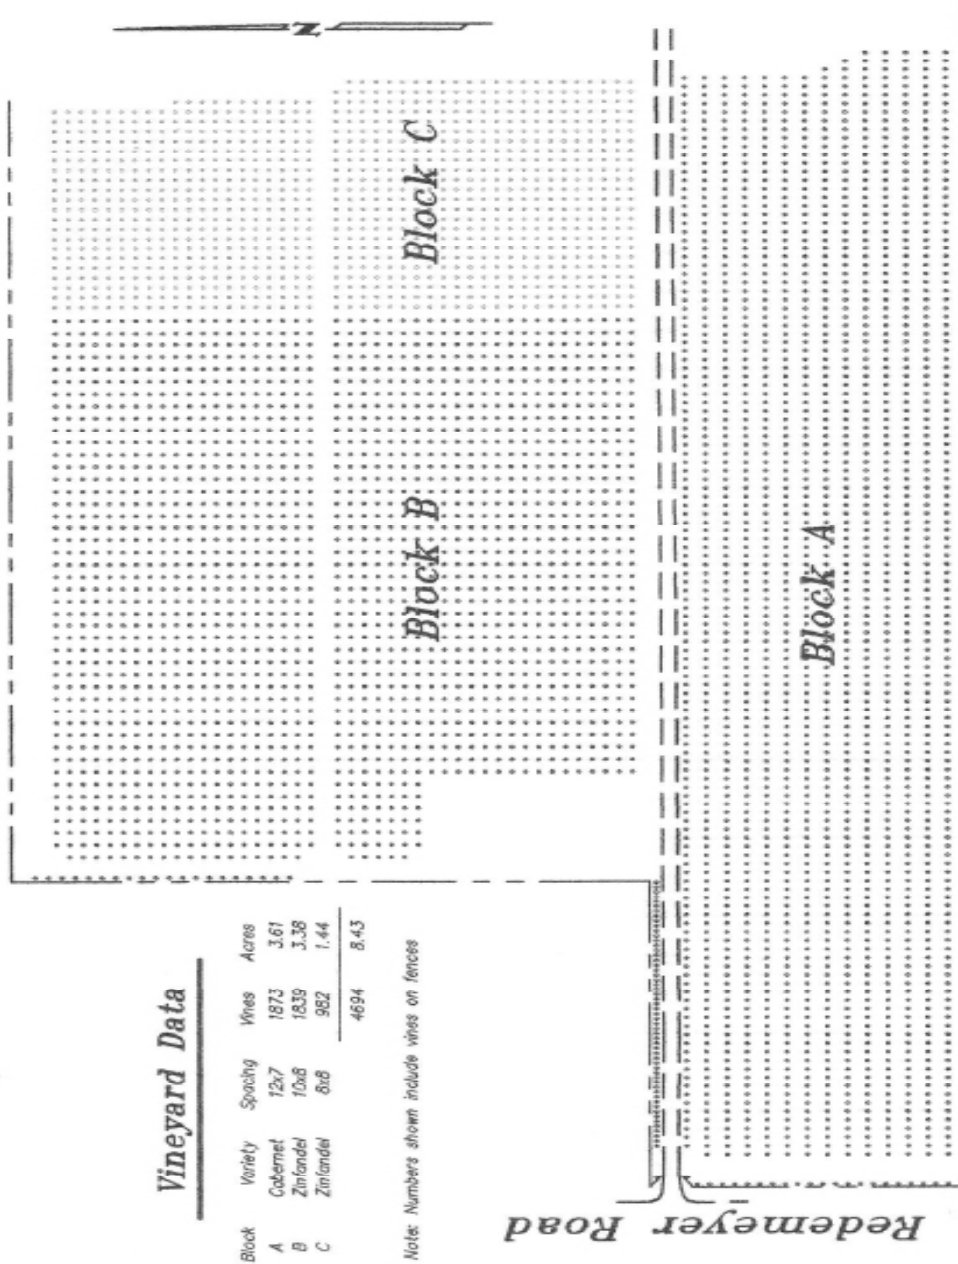 N
Block C
Block B
Block A
Vineyard Data
Block Variety Spacing Vines Acres
A Cabernet 12x7 1873 3.61
B Zinfandel 10x8 1839 3.38
C Zinfandel 8x8 982 1.44
4694 8.43
Note: Numbers shown include vines on fences
Redemeyer Road